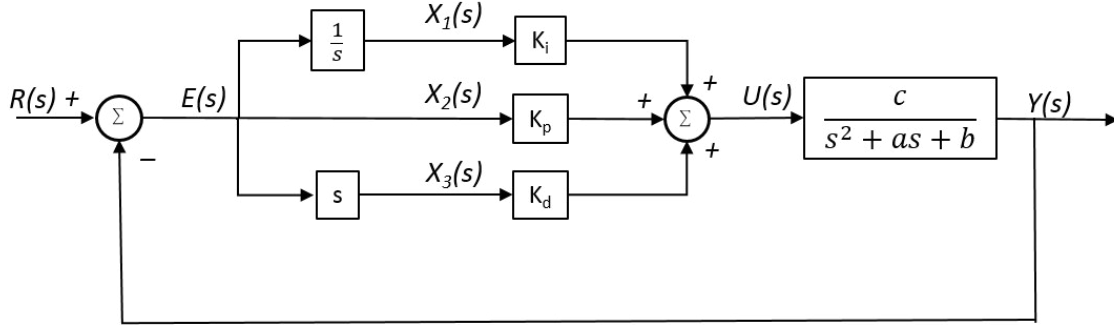 X₁(s)
1/s
Kᵢ
R(s) + Σ E(s) X₂(s) Kₚ + Σ + U(s) c/(s² + as + b) Y(s)
−
+
X₃(s)
s
K_d